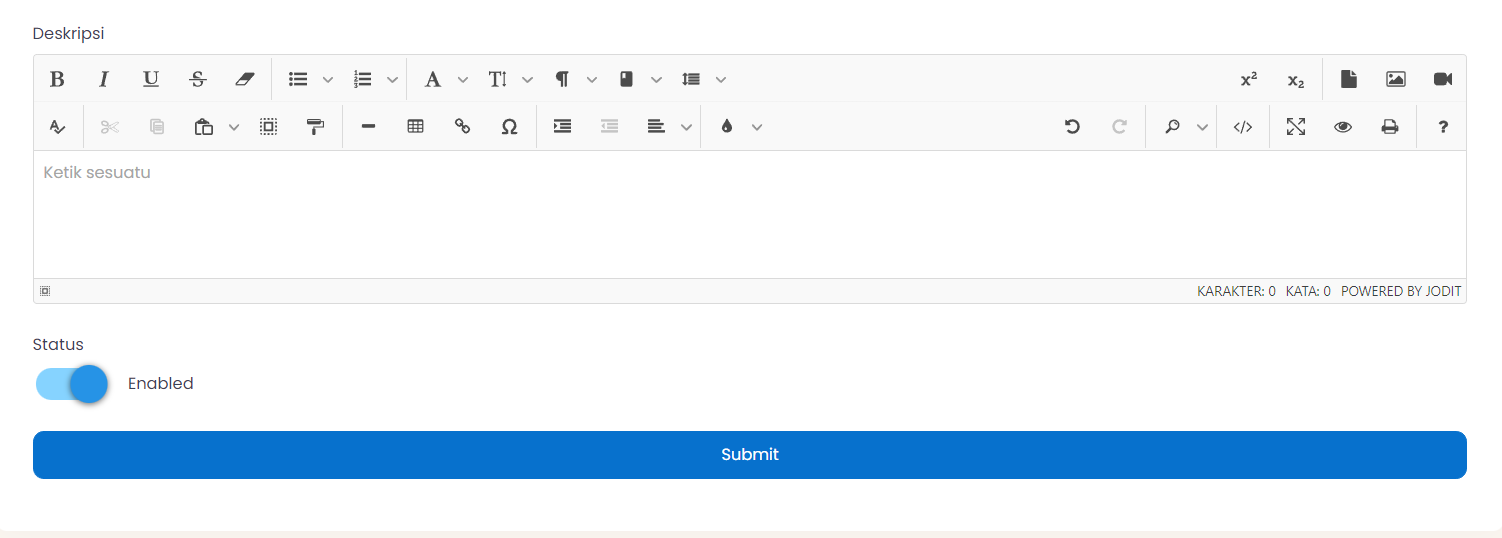 Deskripsi
Ketik sesuatu
KARAKTER: 0 KATA: 0 POWERED BY JODIT
Status
Enabled
Submit